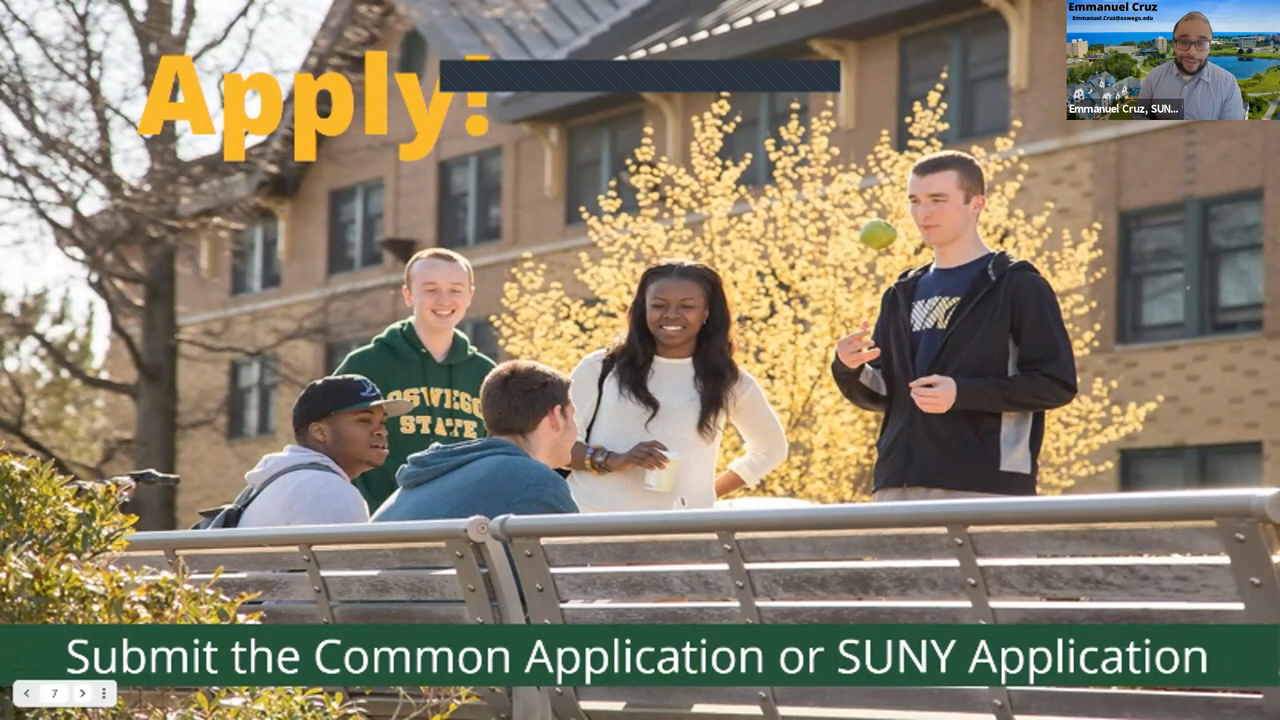 Apply!
Emmanuel Cruz
Emmanuel.Cruz@oswego.edu
Emmanuel Cruz, SUN...
OSWEGO
STATE
Submit the Common Application or SUNY Application
7